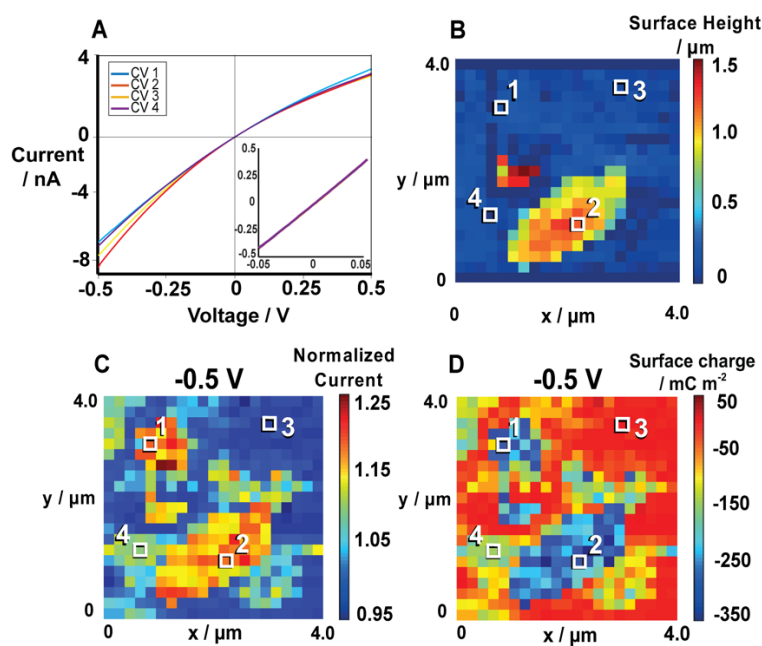 A
4
0
-4
-8
Current
/ nA
CV 1
CV 2
CV 3
CV 4
0.5
0.25
0
-0.25
-0.5
-0.05
0
0.05
-0.5
-0.25
0
0.25
0.5
Voltage / V
B
Surface Height
/ µm
4.0
y / µm
0
1
3
4
2
0
x / µm
4.0
1.5
1.0
0.5
0
C
-0.5 V
Normalized
Current
4.0
y / µm
0
1
3
4
2
0
x / µm
4.0
1.25
1.15
1.05
0.95
D
-0.5 V
Surface charge
/ mC m⁻²
4.0
y / µm
0
1
3
4
2
0
x / µm
4.0
50
-50
-150
-250
-350